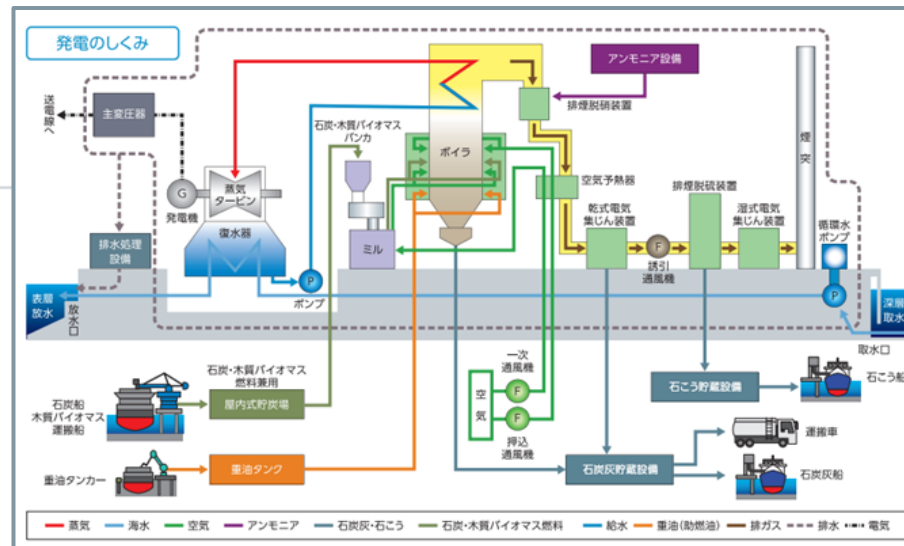 発電のしくみ
アンモニア設備
送電線へ
主変圧器
石炭・木質バイオマス
バンカ
排煙脱硝装置
煙突
ボイラ
G
蒸気
タービン
発電機
空気予熱器
排煙脱硫装置
乾式電気
集じん装置
湿式電気
集じん装置
循環水
ポンプ
復水器
排水処理
設備
ミル
F
誘引
通風機
P
ポンプ
P
表層
放水
放水口
深層
取水
取水口
石炭・木質バイオマス
燃料兼用
一次
通風機
石炭船
木質バイオマス
運搬船
屋内式貯炭場
空気
F
F
押込
通風機
石こう貯蔵設備
石こう船
運搬車
重油タンカー
重油タンク
石炭灰貯蔵設備
石炭灰船
蒸気 海水 空気 アンモニア 石炭灰・石こう 石炭・木質バイオマス燃料 給水 重油(助燃油) 排ガス 排水 電気